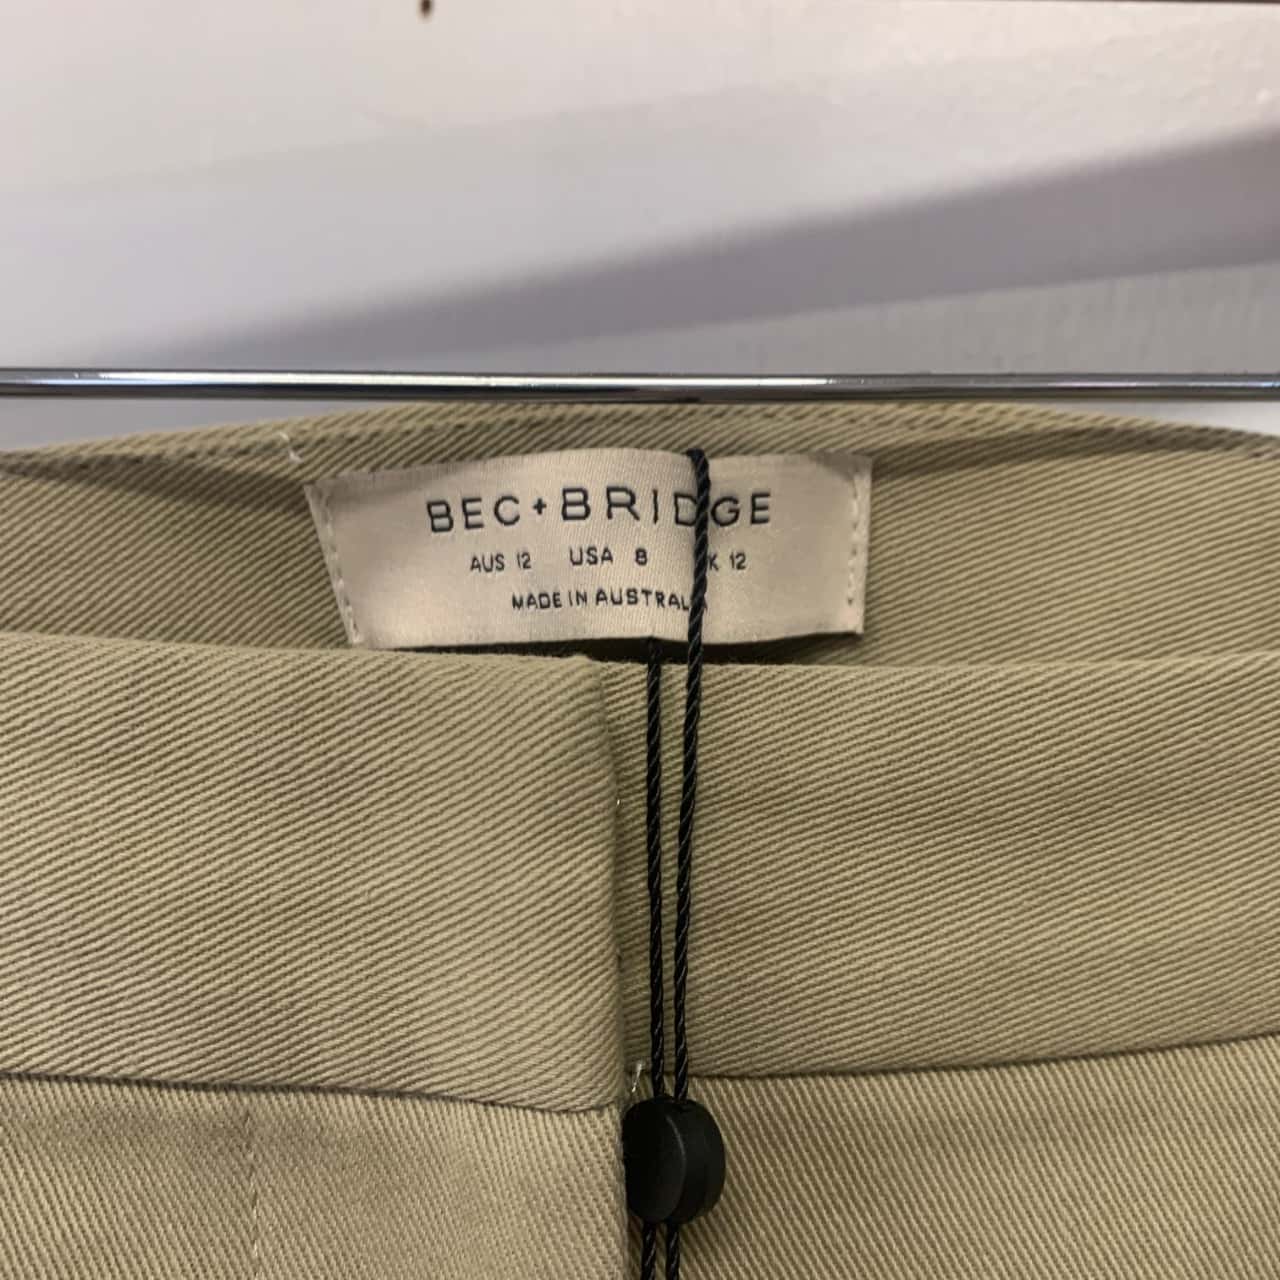 BEC+BRIDGE
AUS 12 USA 8 UK 12
MADE IN AUSTRALIA